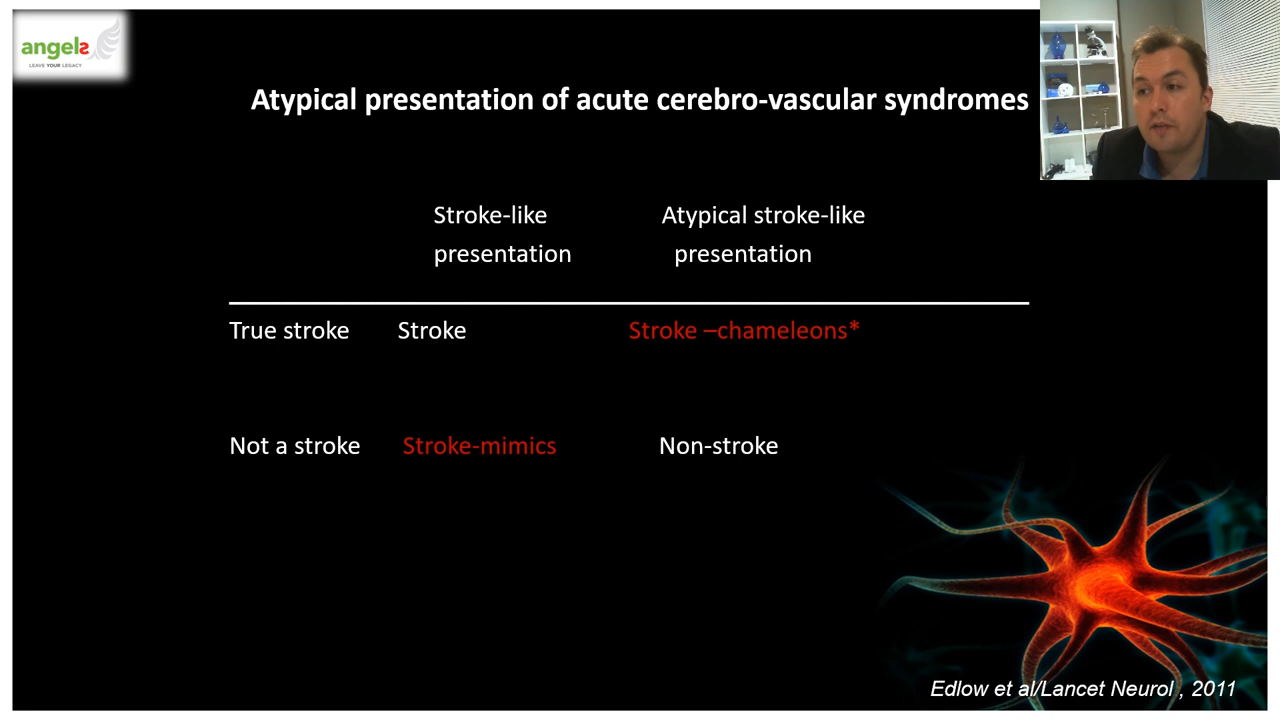 angels
LEAVE YOUR LEGACY
Atypical presentation of acute cerebro-vascular syndromes
Stroke-like Atypical stroke-like
presentation presentation
True stroke Stroke Stroke –chameleons*
Not a stroke Stroke-mimics Non-stroke
Edlow et al/Lancet Neurol , 2011